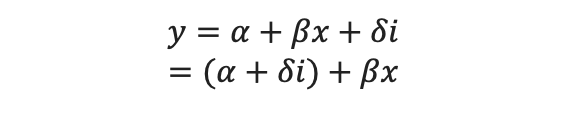 y = α + βx + δi
= (α + δi) + βx